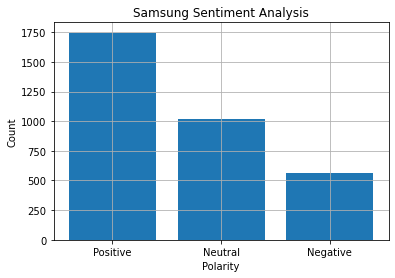 Samsung Sentiment Analysis
1750
1500
1250
1000
750
500
250
0
Count
Positive Neutral Negative
Polarity